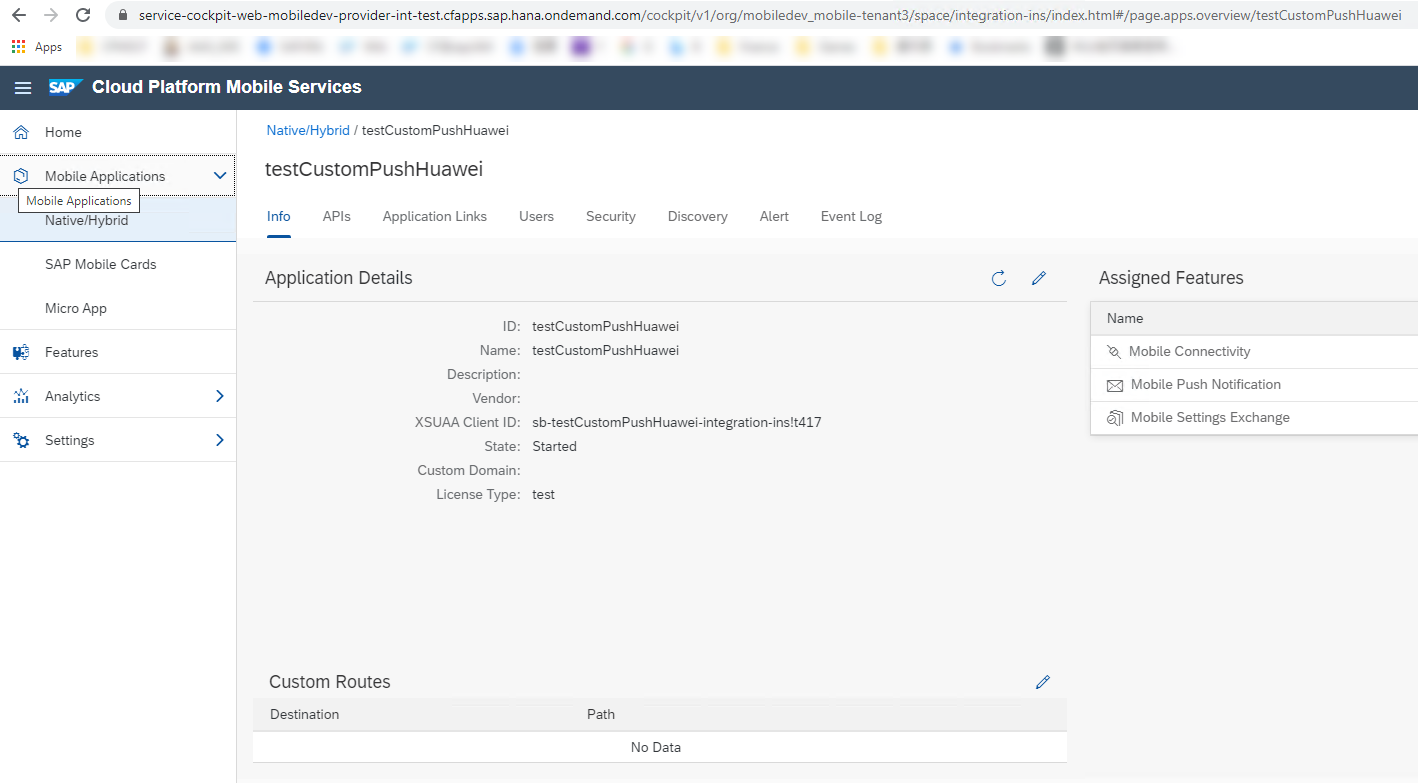 service-cockpit-web-mobiledev-provider-int-test.cfapps.sap.hana.ondemand.com/cockpit/v1/org/mobiledev_mobile-tenant3/space/integration-ins/index.html#/page.apps.overview/testCustomPushHuawei
Apps
SAP Cloud Platform Mobile Services
Home
Mobile Applications
Mobile Applications
Native/Hybrid
SAP Mobile Cards
Micro App
Features
Analytics
Settings
Native/Hybrid / testCustomPushHuawei
testCustomPushHuawei
Info APIs Application Links Users Security Discovery Alert Event Log
Application Details
ID: testCustomPushHuawei
Name: testCustomPushHuawei
Description:
Vendor:
XSUAA Client ID: sb-testCustomPushHuawei-integration-ins!t417
State: Started
Custom Domain:
License Type: test
Assigned Features
Name
Mobile Connectivity
Mobile Push Notification
Mobile Settings Exchange
Custom Routes
Destination Path
No Data